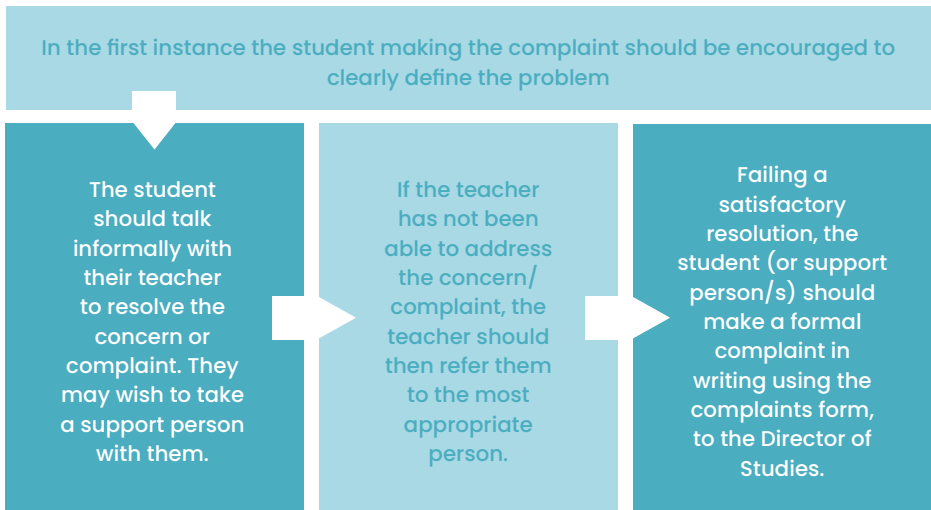 In the first instance the student making the complaint should be encouraged to
clearly define the problem
The student
should talk
informally with
their teacher
to resolve the
concern or
complaint. They
may wish to take
a support person
with them.
If the teacher
has not been
able to address
the concern/
complaint, the
teacher should
then refer them
to the most
appropriate
person.
Failing a
satisfactory
resolution, the
student (or support
person/s) should
make a formal
complaint in
writing using the
complaints form,
to the Director of
Studies.